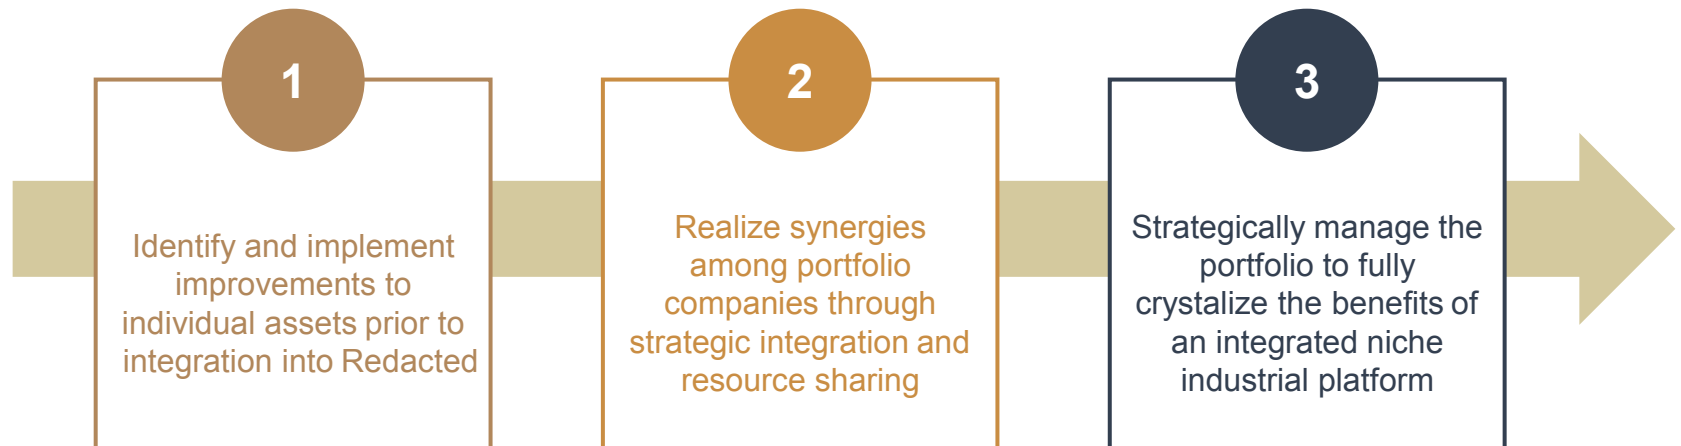 1
Identify and implement
improvements to
individual assets prior to
integration into Redacted
2
Realize synergies
among portfolio
companies through
strategic integration and
resource sharing
3
Strategically manage the
portfolio to fully
crystalize the benefits of
an integrated niche
industrial platform